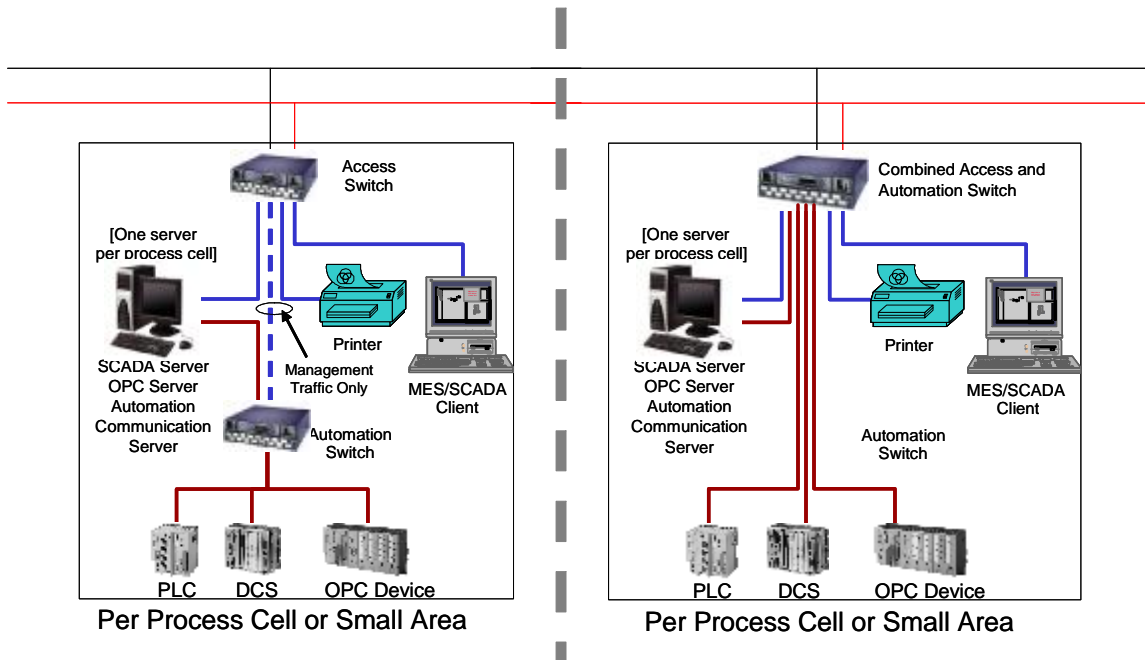 Access
Switch
[One server
per process cell]
Printer
Management
Traffic Only
SCADA Server
OPC Server
Automation
Communication
Server
MES/SCADA
Client
Automation
Switch
PLC
DCS
OPC Device
Per Process Cell or Small Area
Combined Access and
Automation Switch
[One server
per process cell]
Printer
SCADA Server
OPC Server
Automation
Communication
Server
MES/SCADA
Client
Automation
Switch
PLC
DCS
OPC Device
Per Process Cell or Small Area